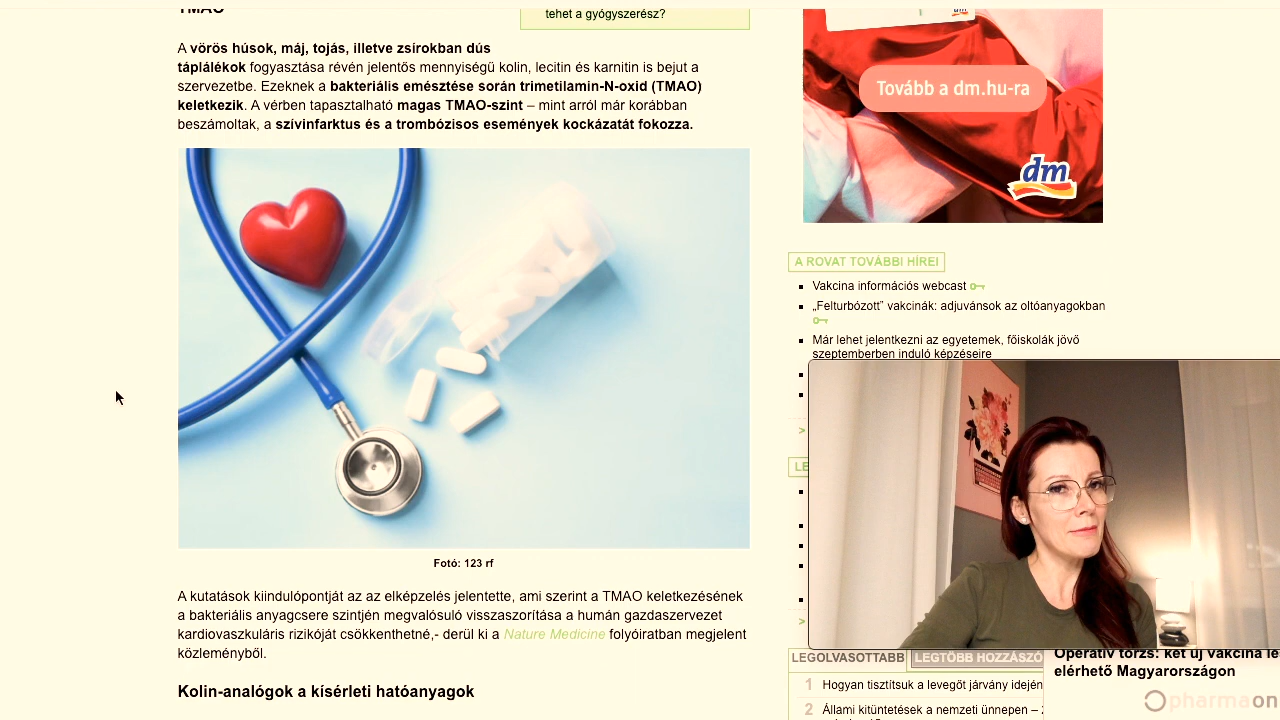 TMAO
tehet a gyógyszerész?
A vörös húsok, máj, tojás, illetve zsírokban dús
táplálékok fogyasztása révén jelentős mennyiségű kolin, lecitin és karnitin is bejut a
szervezetbe. Ezeknek a bakteriális emésztése során trimetilamin-N-oxid (TMAO)
keletkezik. A vérben tapasztalható magas TMAO-szint – mint arról már korábban
beszámoltak, a szívinfarktus és a trombózisos események kockázatát fokozza.
Fotó: 123 rf
A kutatások kiindulópontját az az elképzelés jelentette, ami szerint a TMAO keletkezésének
a bakteriális anyagcsere szintjén megvalósuló visszaszorítása a humán gazdaszervezet
kardiovaszkuláris rizikóját csökkenthetné,- derül ki a Nature Medicine folyóiratban megjelent
közleményből.
Kolin-analógok a kísérleti hatóanyagok
Tovább a dm.hu-ra
dm
A ROVAT TOVÁBBI HÍREI
Vakcina információs webcast
„Felturbózott” vakcinák: adjuvánsok az oltóanyagokban
Már lehet jelentkezni az egyetemek, főiskolák jövő
szeptemberben induló képzéseire
>
LE
>
LEGOLVASOTTABB LEGTÖBB HOZZÁSZÓ
1 Hogyan tisztítsuk a levegőt járvány idején
2 Állami kitüntetések a nemzeti ünnepen –
Operatív törzs: két új vakcina le
elérhető Magyarországon
pharmaon